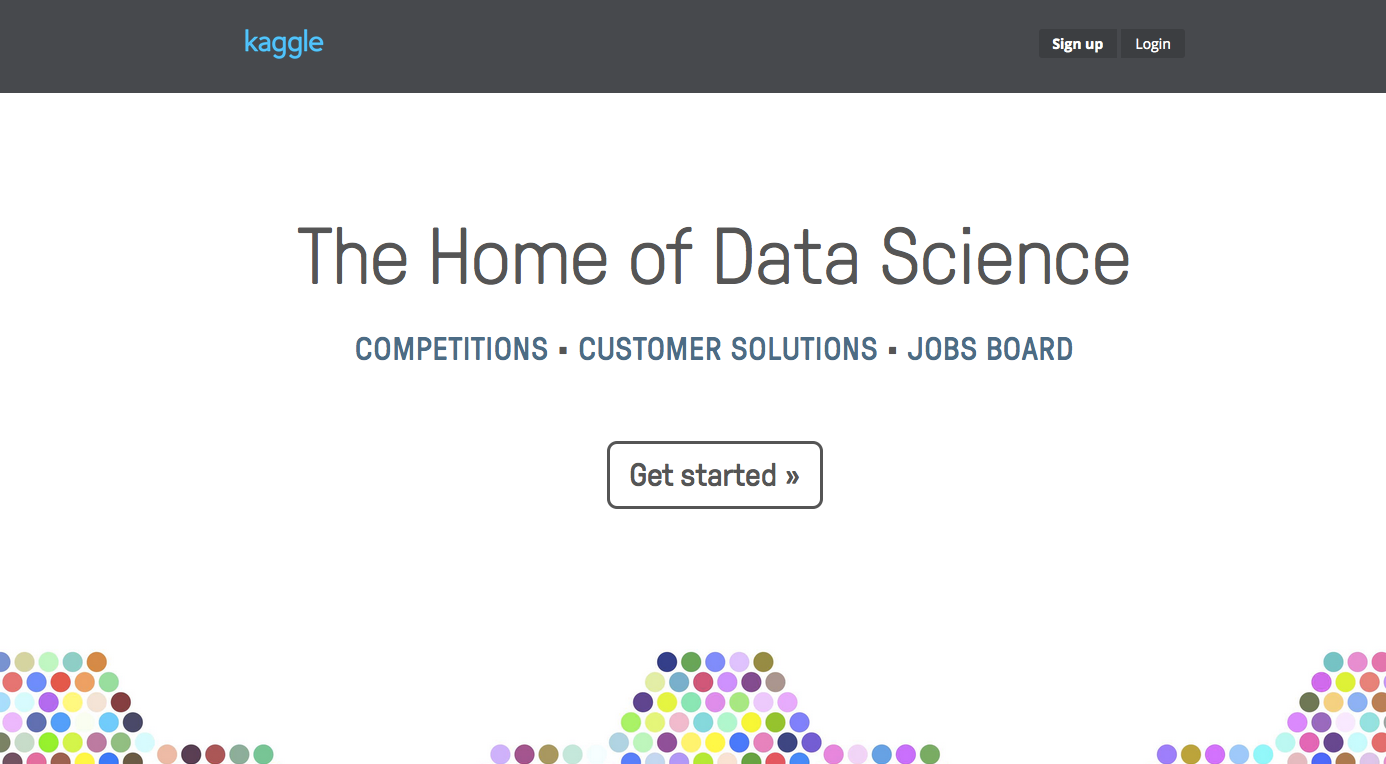 kaggle
Sign up Login
The Home of Data Science
COMPETITIONS ▪ CUSTOMER SOLUTIONS ▪ JOBS BOARD
Get started »